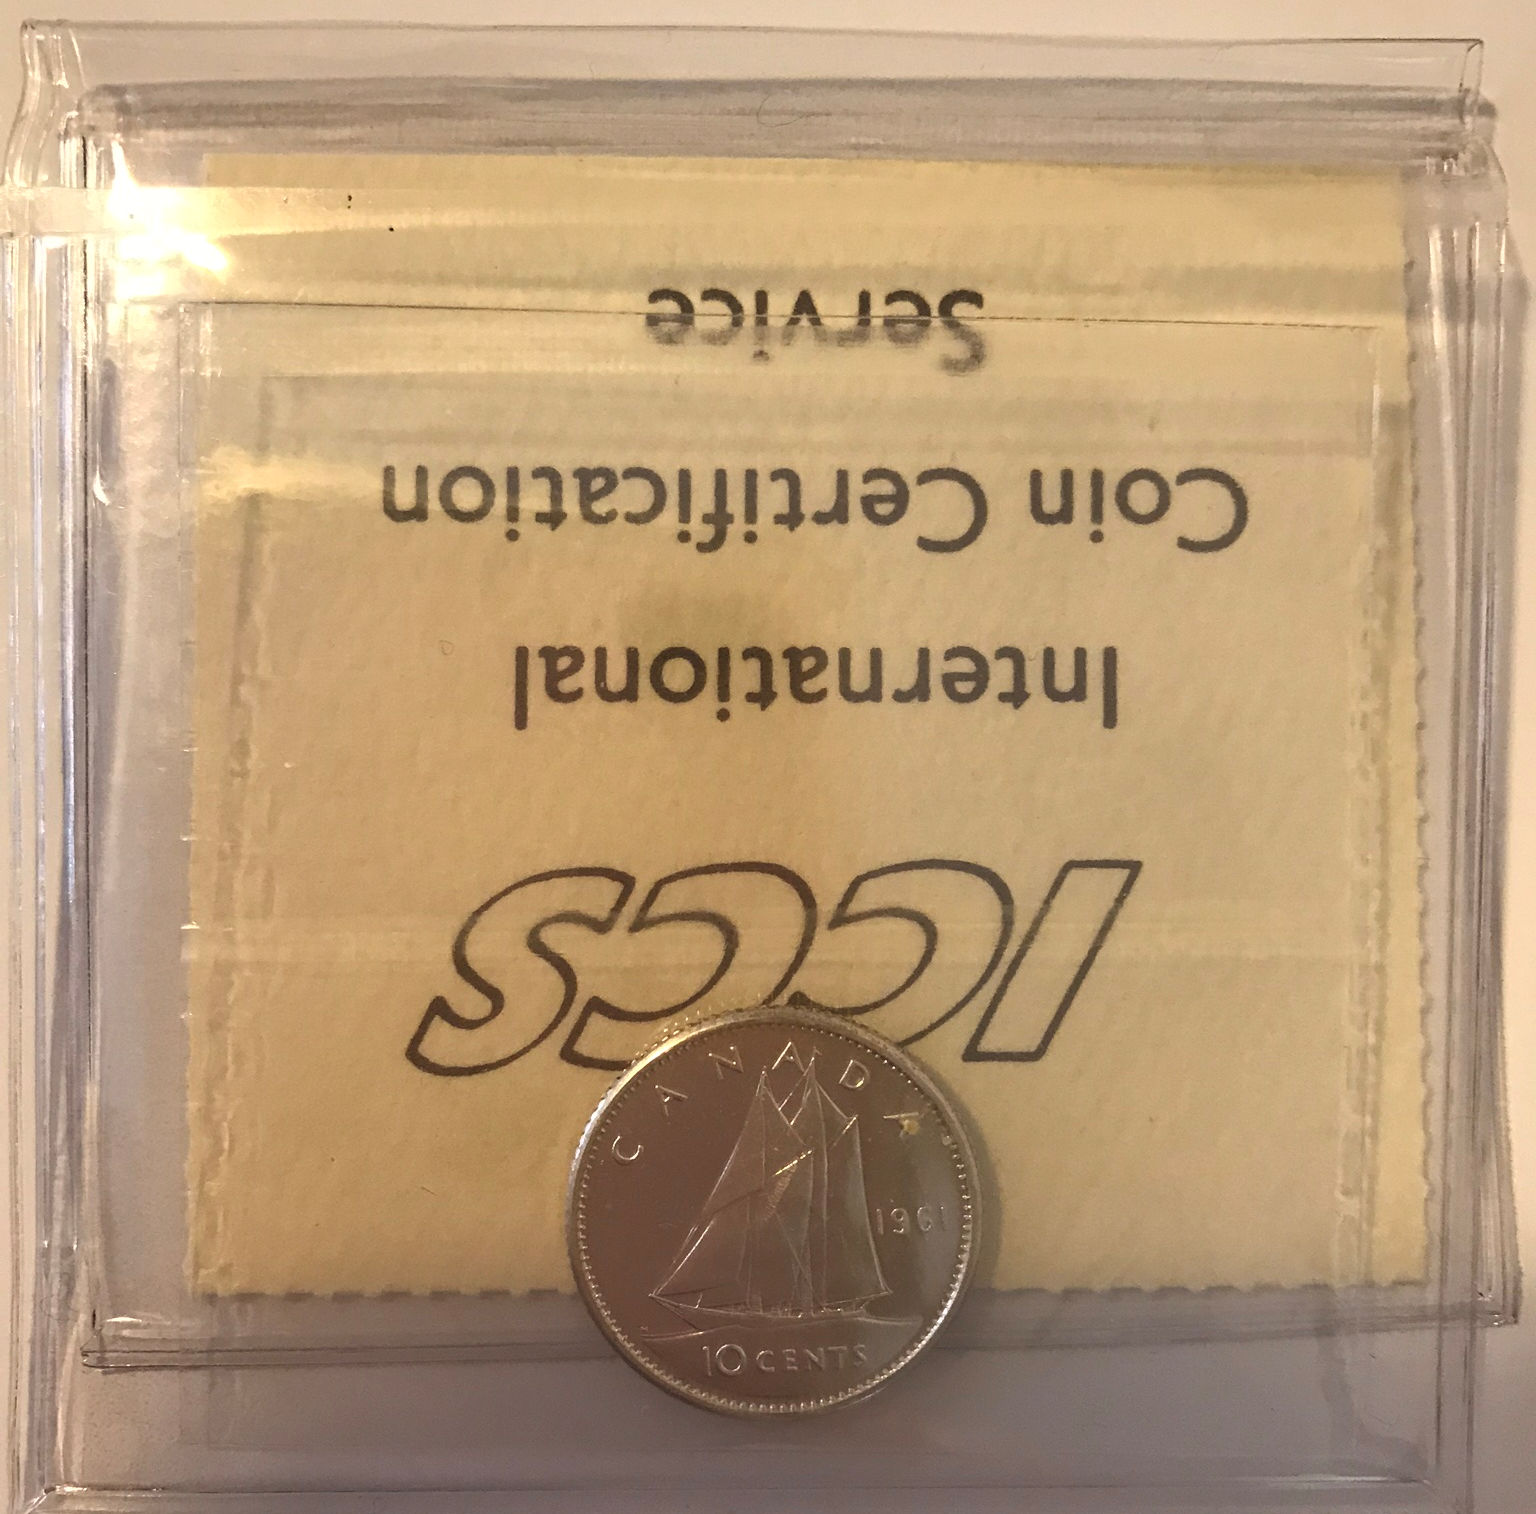 ICCS
International
Coin Certification
Service
CANADA
1961
10 CENTS